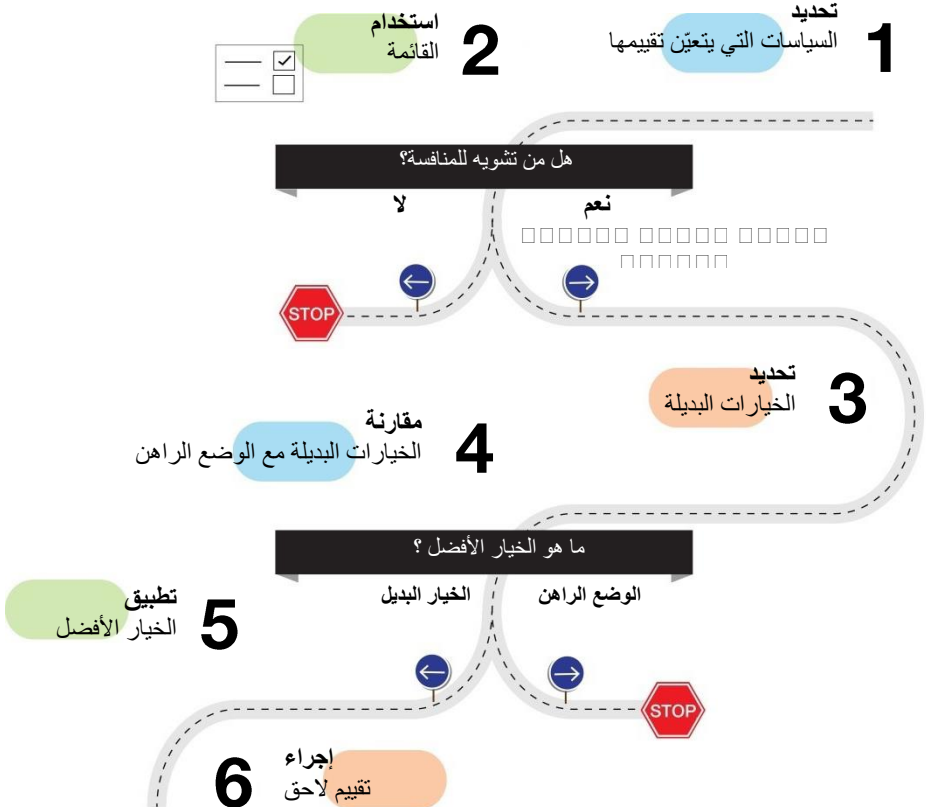 1
تحديد
السياسات التي يتعيّن تقييمها
2
استخدام
القائمة
هل من تشويه للمنافسة؟
نعم
لا
STOP
3
تحديد
الخيارات البديلة
4
مقارنة
الخيارات البديلة مع الوضع الراهن
ما هو الخيار الأفضل ؟
الوضع الراهن
الخيار البديل
STOP
5
تطبيق
الخيار الأفضل
6
إجراء
تقييم لاحق